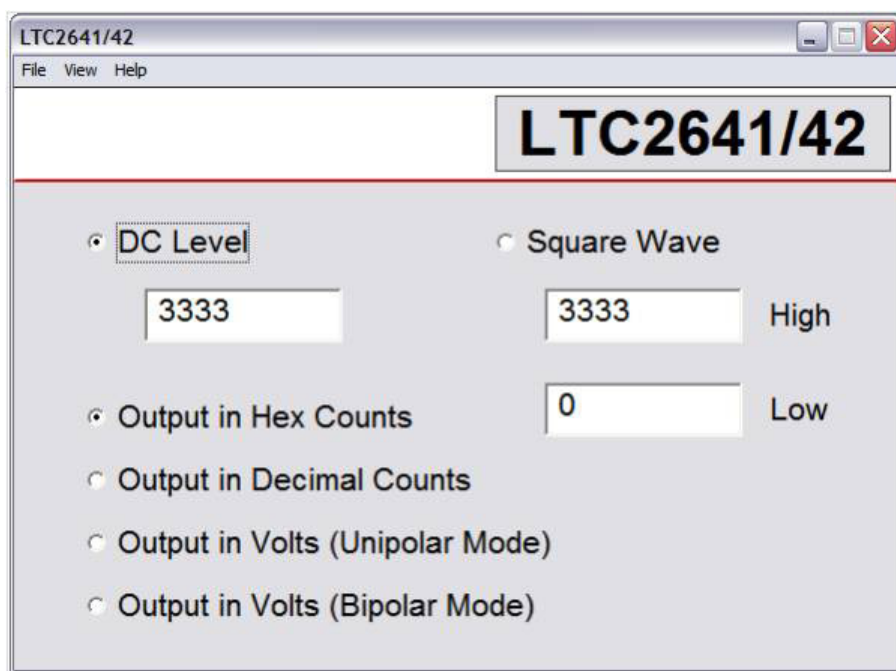 LTC2641/42
File View Help
LTC2641/42
DC Level
Square Wave
3333
3333 High
0 Low
Output in Hex Counts
Output in Decimal Counts
Output in Volts (Unipolar Mode)
Output in Volts (Bipolar Mode)